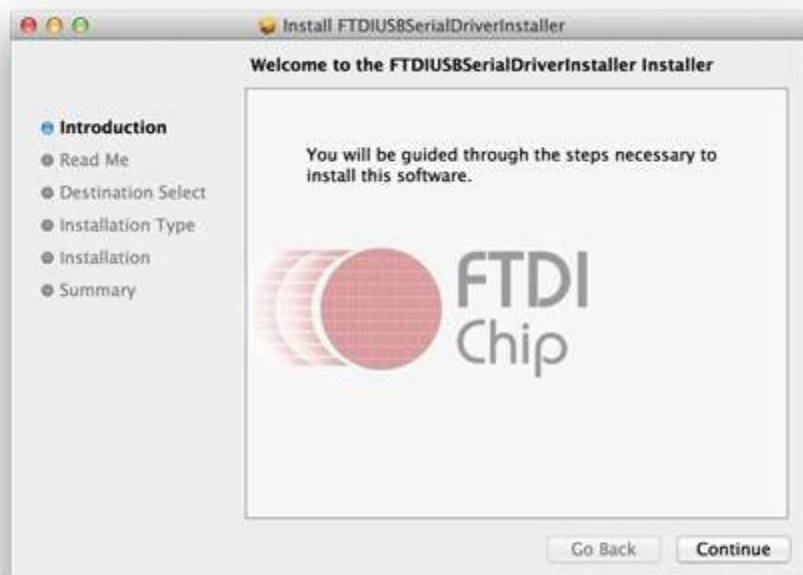 Install FTDIUSBSerialDriverInstaller
Welcome to the FTDIUSBSerialDriverInstaller Installer
Introduction
Read Me
Destination Select
Installation Type
Installation
Summary
You will be guided through the steps necessary to
install this software.
FTDI
Chip
Go Back
Continue